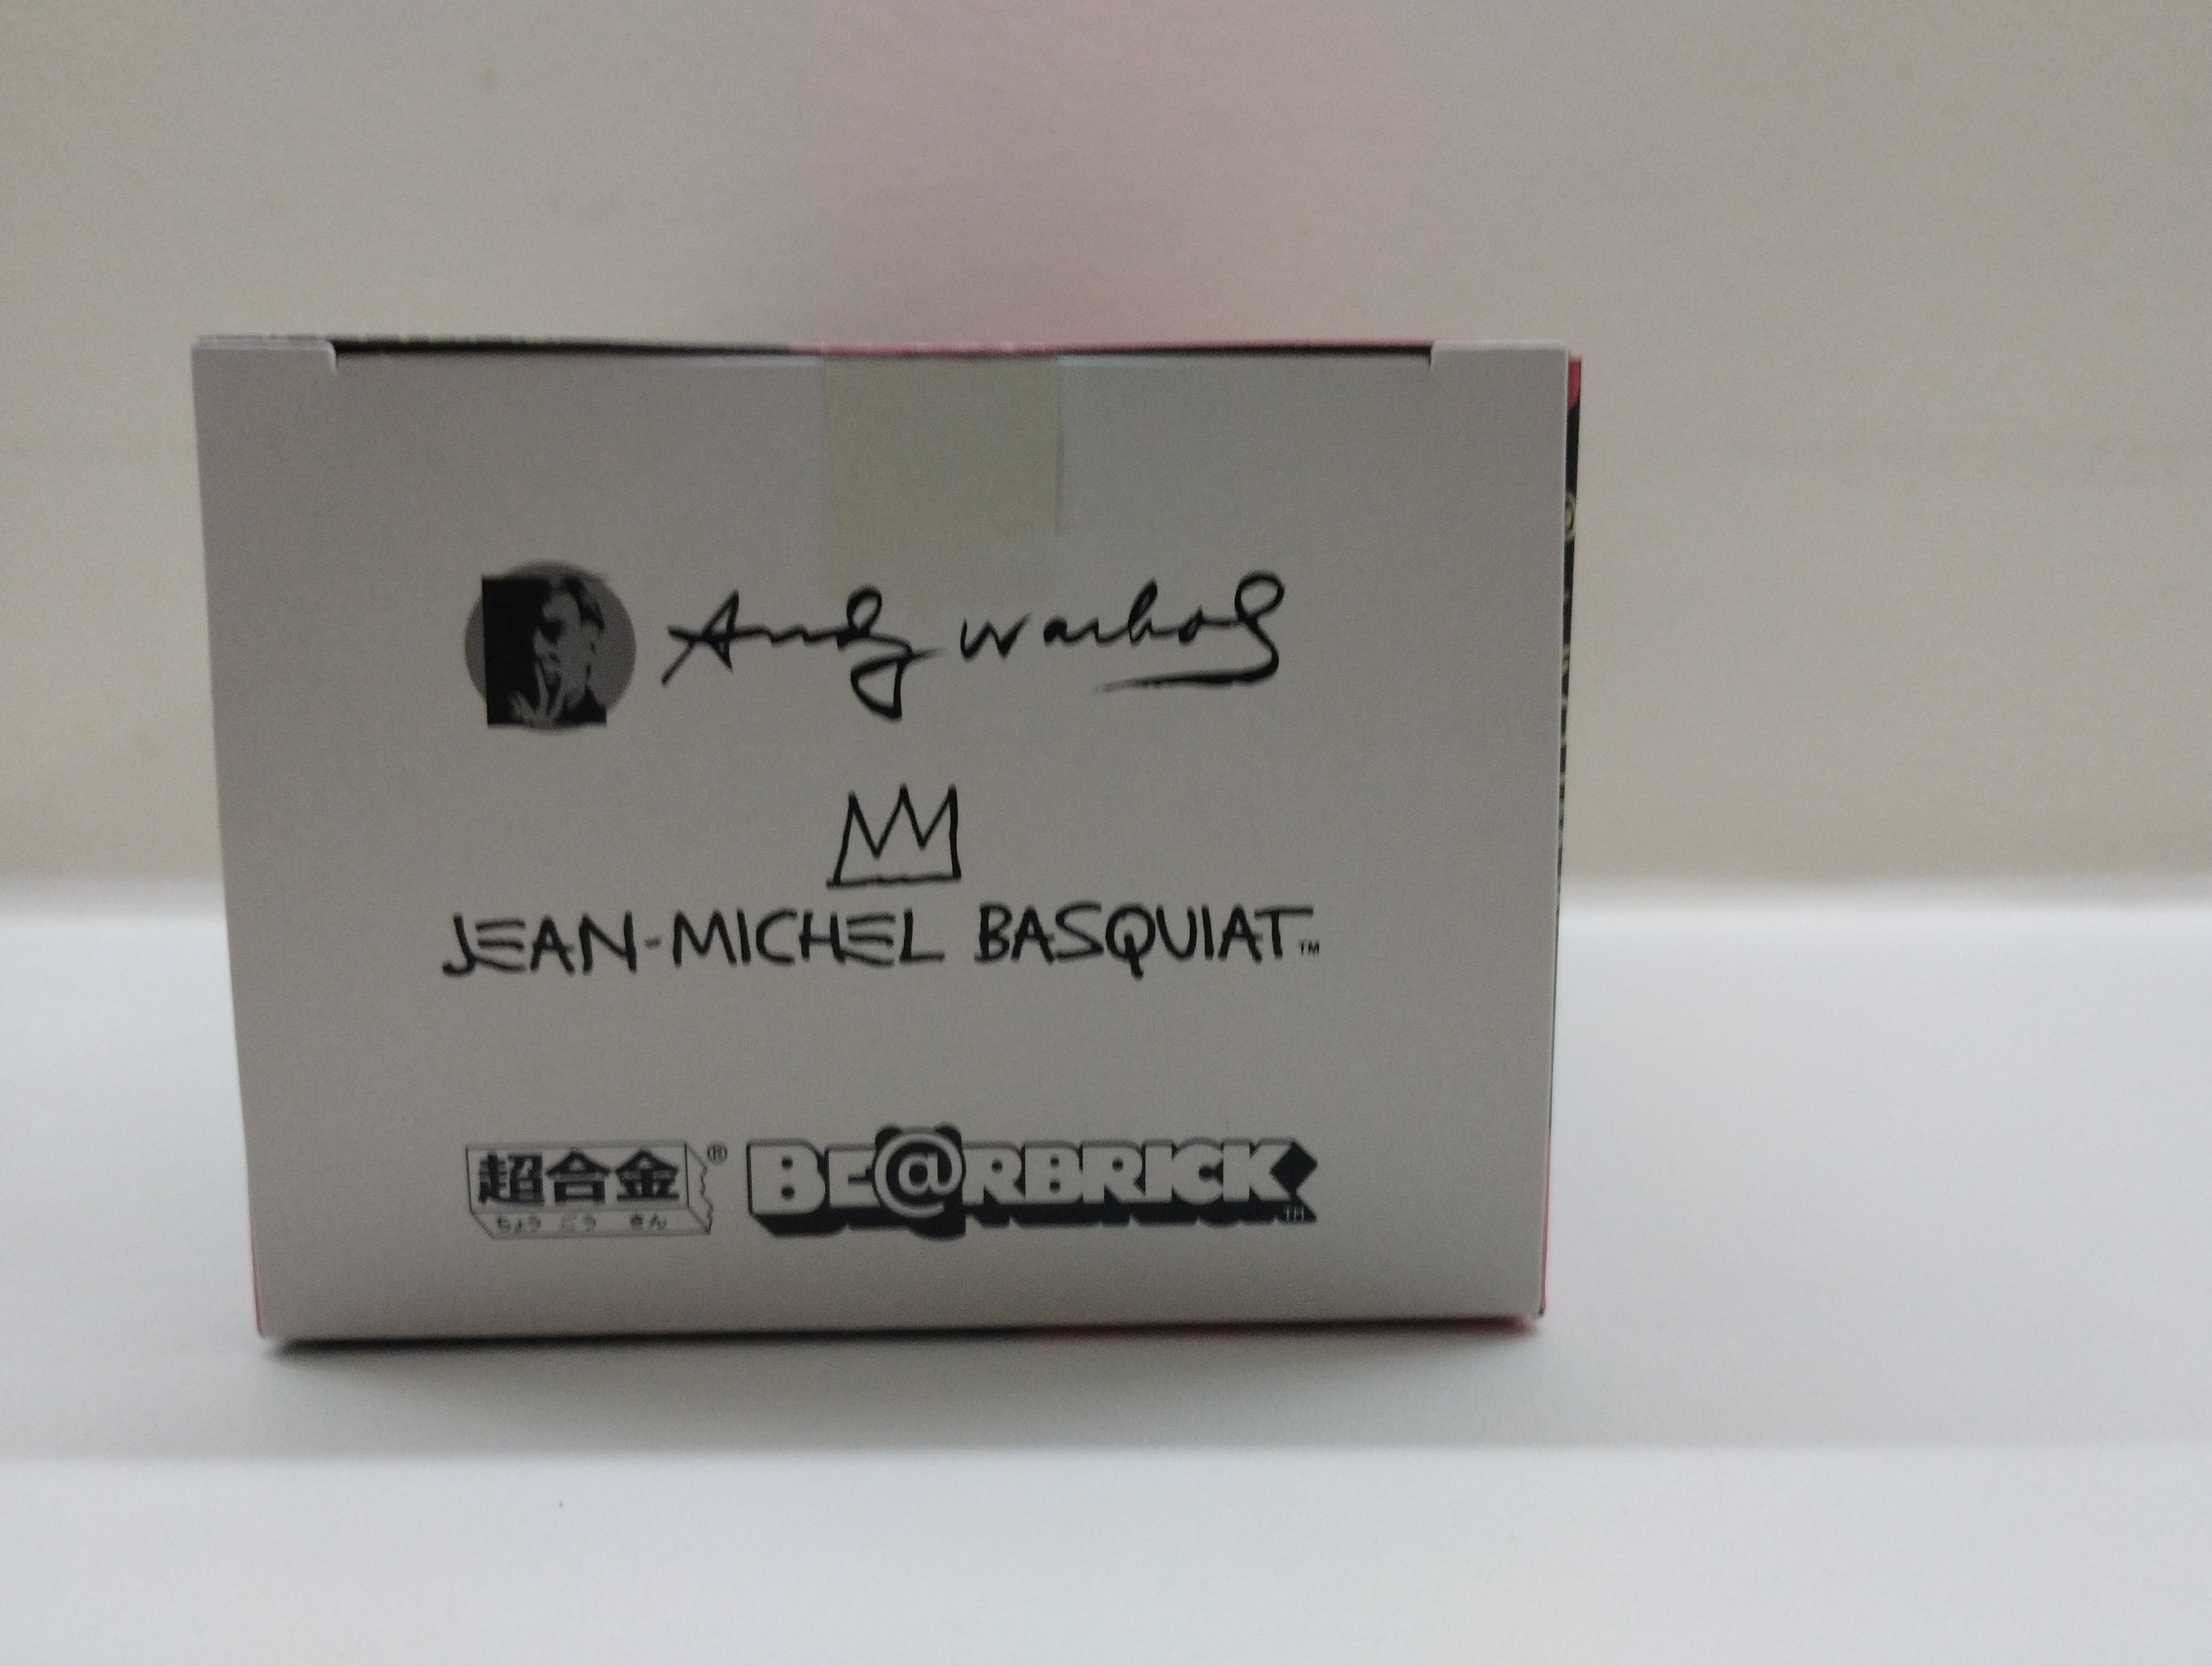 Andy Warhol
JEAN-MICHEL BASQUIAT™
超合金® BE@RBRICK™
ちょう ごう きん